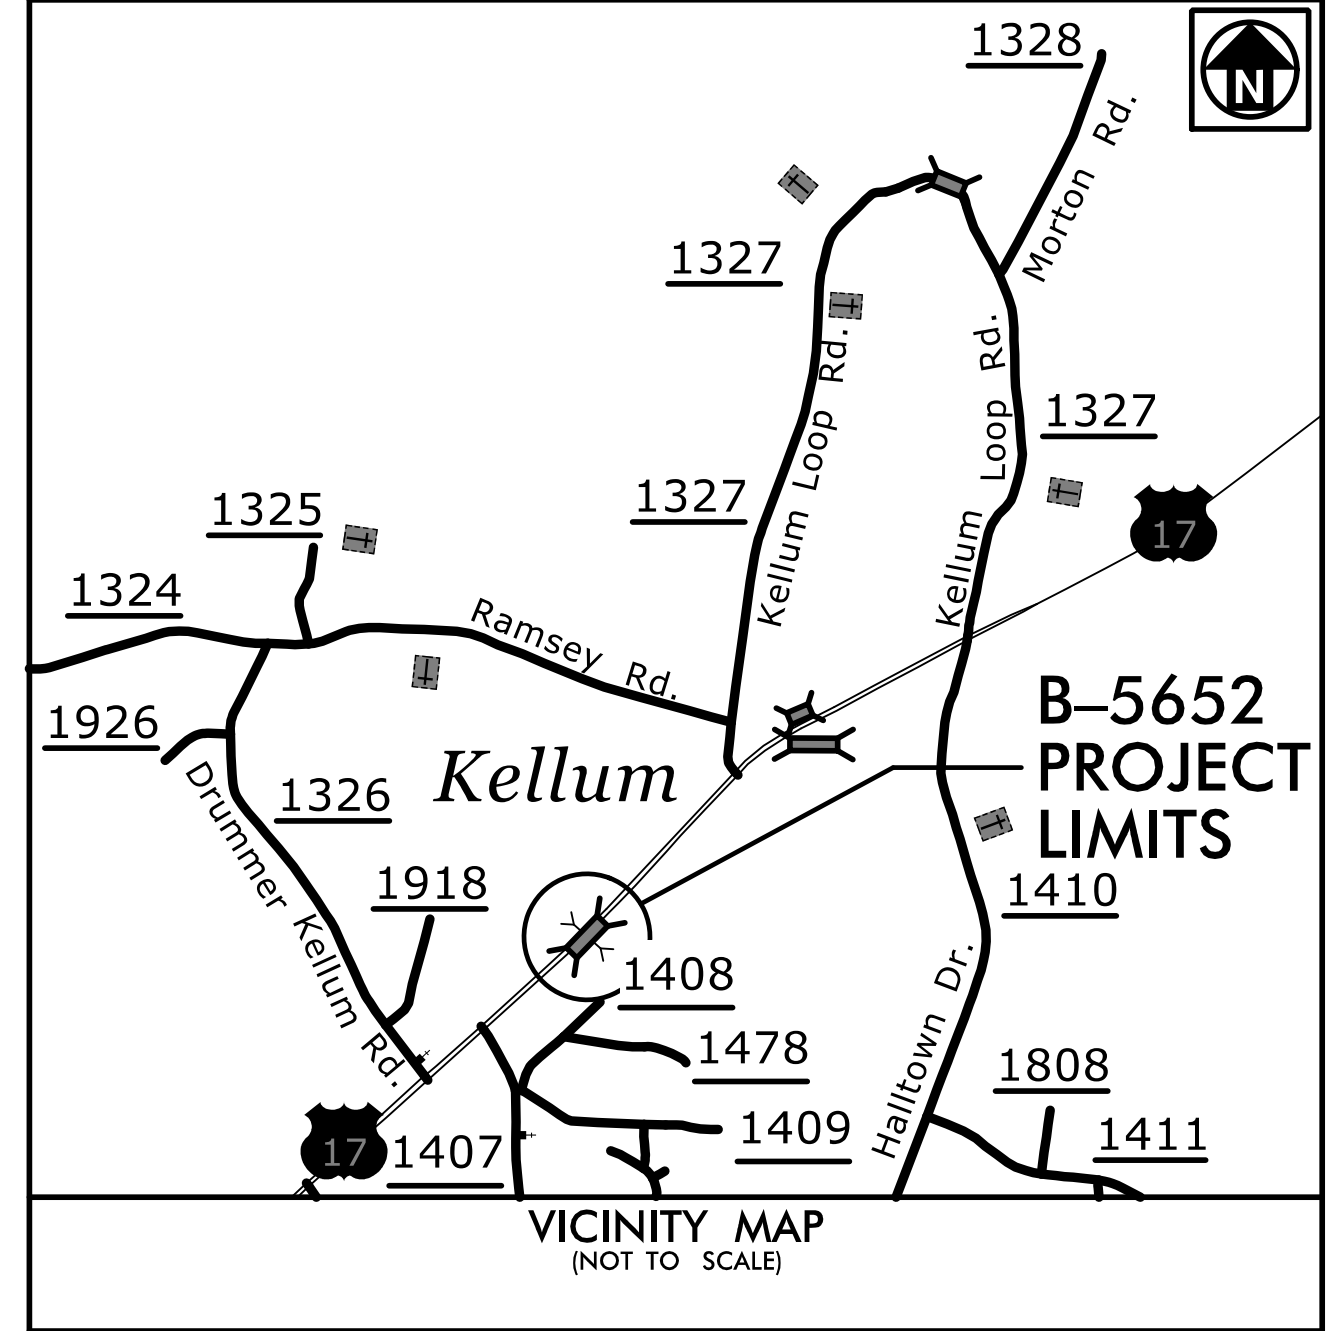 1328
N
Morton Rd.
1327
Kellum Loop Rd.
Kellum Loop Rd.
1327
1327
17
1325
1324
Ramsey Rd.
1926
Kellum
B–5652
PROJECT
LIMITS
1326
Drummer Kellum Rd.
1918
1410
1408
Halltown Dr.
1478
1808
1409
1411
17
1407
VICINITY MAP
(NOT TO SCALE)